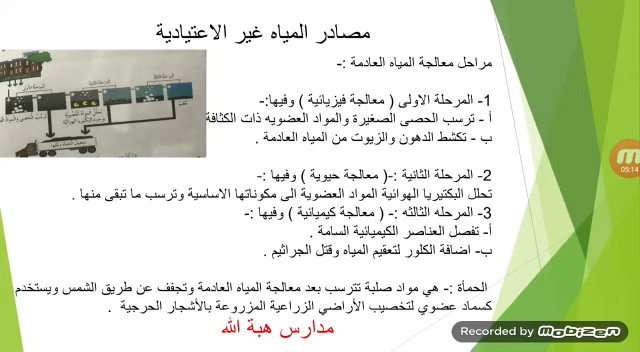 مصادر المياه غير الاعتيادية
مراحل معالجة المياه العادمة :-
1- المرحلة الاولى ( معالجة فيزيائية ) وفيها:-
أ - ترسب الحصى الصغيرة والمواد العضويه ذات الكثافة
ب - تكشط الدهون والزيوت من المياه العادمة .
2- المرحلة الثانية :- ( معالجة حيوية ) وفيها :-
تحلل البكتيريا الهوائية المواد العضوية الى مكوناتها الاساسية وترسب ما تبقى منها .
3- المرحله الثالثه :- ( معالجة كيميائية ) وفيها :-
أ- تفصل العناصر الكيميائية السامة .
ب- اضافة الكلور لتعقيم المياه وقتل الجراثيم .
الحمأة :- هي مواد صلبة تترسب بعد معالجة المياه العادمة وتجفف عن طريق الشمس ويستخدم
كسماد عضوي لتخصيب الأراضي الزراعية المزروعة بالأشجار الحرجية .
مدارس هبة الله
05:14
Recorded by mobizen